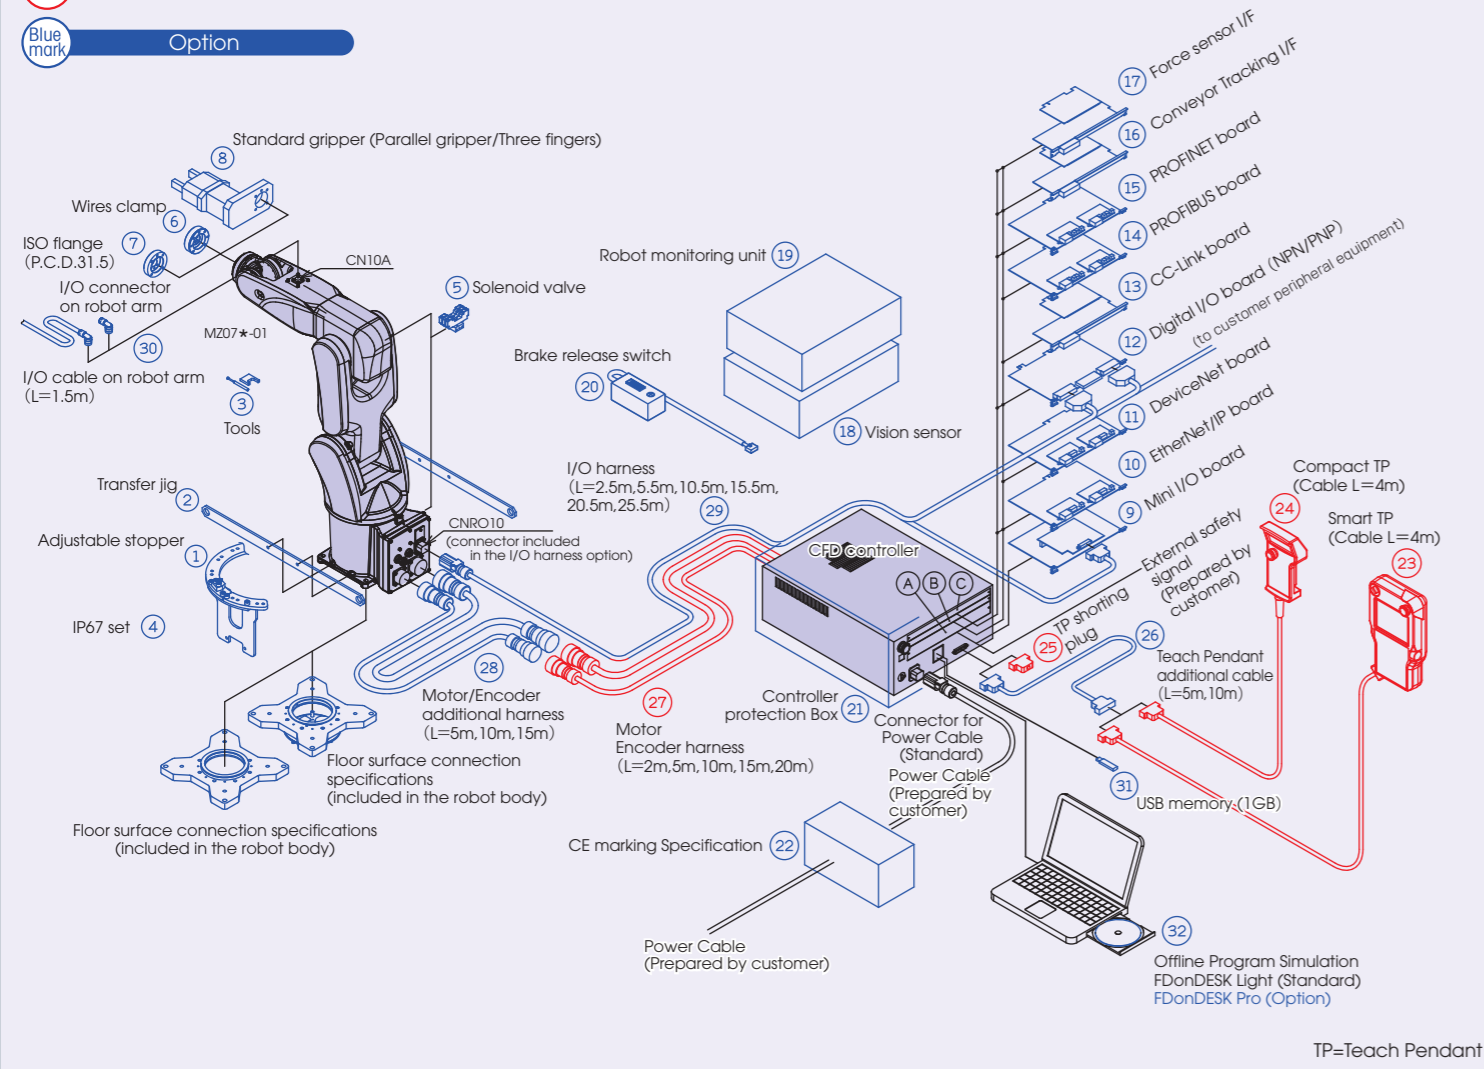 Blue
mark
Option
17 Force sensor I/F
16 Conveyor Tracking I/F
15 PROFINET board
14 PROFIBUS board
13 CC-Link board
12 Digital I/O board (NPN/PNP)
(to customer peripheral equipment)
11 DeviceNet board
10 EtherNet/IP board
9 Mini I/O board
8 Standard gripper (Parallel gripper/Three fingers)
Wires clamp 6
ISO flange 7
(P.C.D.31.5)
I/O connector
on robot arm
30
I/O cable on robot arm
(L=1.5m)
CN10A
MZ07★-01
5 Solenoid valve
3
Tools
Robot monitoring unit 19
Brake release switch
20
18 Vision sensor
Transfer jig 2
Adjustable stopper 1
IP67 set 4
CNRO10
(connector included
in the I/O harness option)
I/O harness
(L=2.5m,5.5m,10.5m,15.5m,
20.5m,25.5m)
29
CFD controller
A B C
External safety
signal
(Prepared by
customer)
Compact TP
(Cable L=4m)
24
Smart TP
(Cable L=4m)
23
25 TP shorting
plug
26
Teach Pendant
additional cable
(L=5m,10m)
28
Motor/Encoder
additional harness
(L=5m,10m,15m)
27
Motor
Encoder harness
(L=2m,5m,10m,15m,20m)
Controller
protection Box 21
Connector for
Power Cable
(Standard)
Power Cable
(Prepared by
customer)
31
USB memory (1GB)
Floor surface connection
specifications
(included in the robot body)
Floor surface connection specifications
(included in the robot body)
CE marking Specification 22
Power Cable
(Prepared by customer)
32
Offline Program Simulation
FDonDESK Light (Standard)
FDonDESK Pro (Option)
TP=Teach Pendant